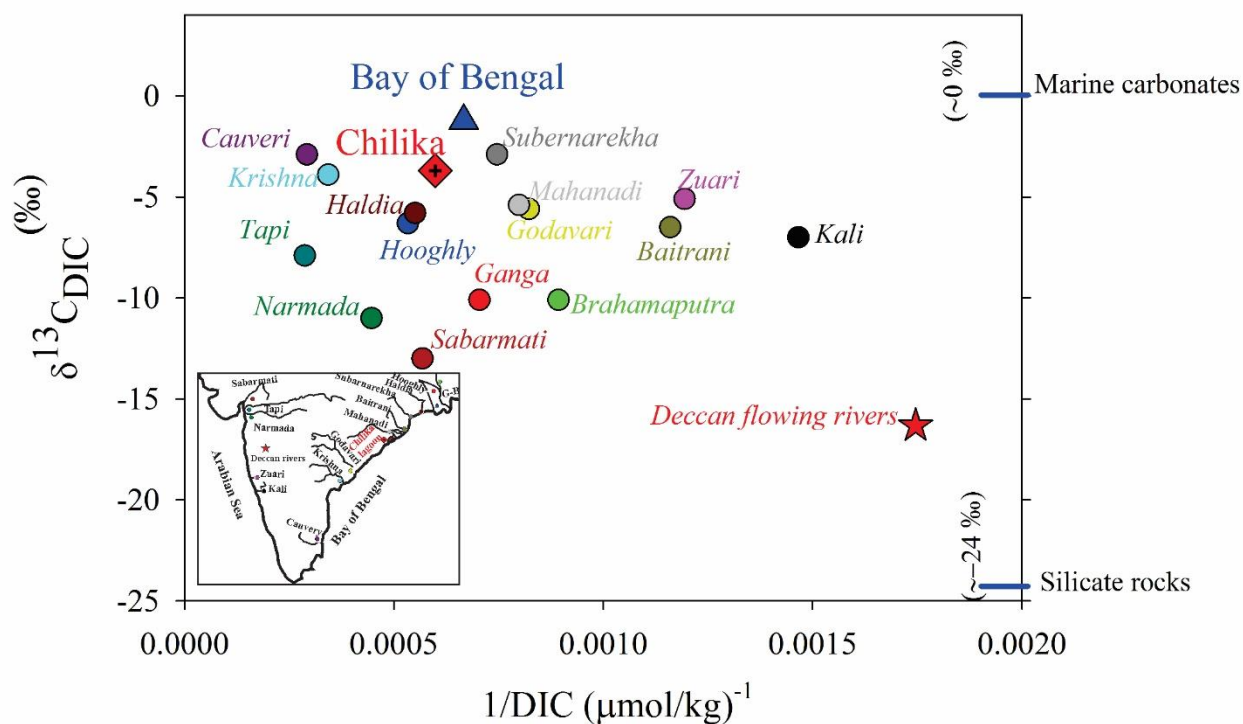 Bay of Bengal
Cauveri
Chilika
Subernarekha
Krishna
Mahanadi
Zuari
Haldia
Godavari
Tapi
Hooghly
Baitrani
Kali
Ganga
Narmada
Brahamaputra
Sabarmati
Deccan flowing rivers
Marine carbonates
(~0 ‰)
Silicate rocks
(~−24 ‰)
δ13CDIC (‰)
0
-5
-10
-15
-20
-25
0.0000
0.0005
0.0010
0.0015
0.0020
1/DIC (μmol/kg)-1
Sabarmati
Subarnarekha
Haldia
Hooghly
G-B
Baitrani
Mahanadi
Tapi
Narmada
Chilika
lagoon
Godavari
Krishna
Deccan rivers
Zuari
Kali
Arabian Sea
Bay of Bengal
Cauvery